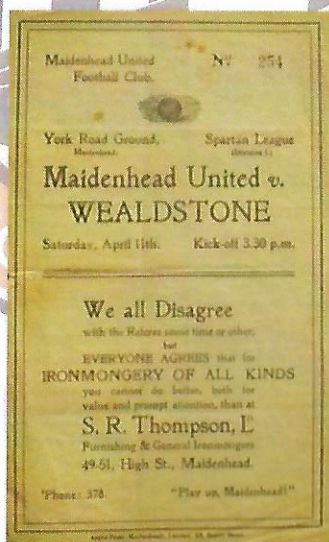 Maidenhead United Nº 254
Football Club.
York Road Ground, Spartan League
Maidenhead. (Division I.)
Maidenhead United v.
WEALDSTONE
Saturday, April 11th. Kick-off 3.30 p.m.
We all Disagree
with the Referee some time or other,
but
EVERYONE AGREES that for
IRONMONGERY OF ALL KINDS
you cannot do better, both for
value and prompt attention, than at
S. R. Thompson, L
Furnishing & General Ironmongers
49-51, High St., Maidenhead.
'Phone: 378. "Play up, Maidenhead!"